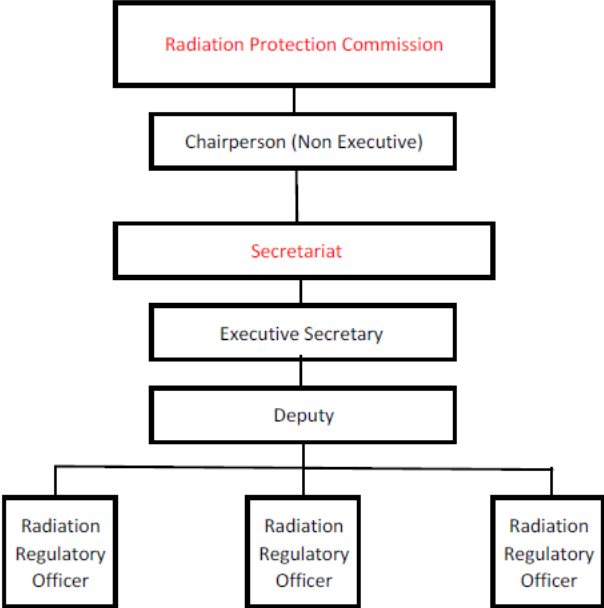 Radiation Protection Commission
Chairperson (Non Executive)
Secretariat
Executive Secretary
Deputy
Radiation
Regulatory
Officer
Radiation
Regulatory
Officer
Radiation
Regulatory
Officer